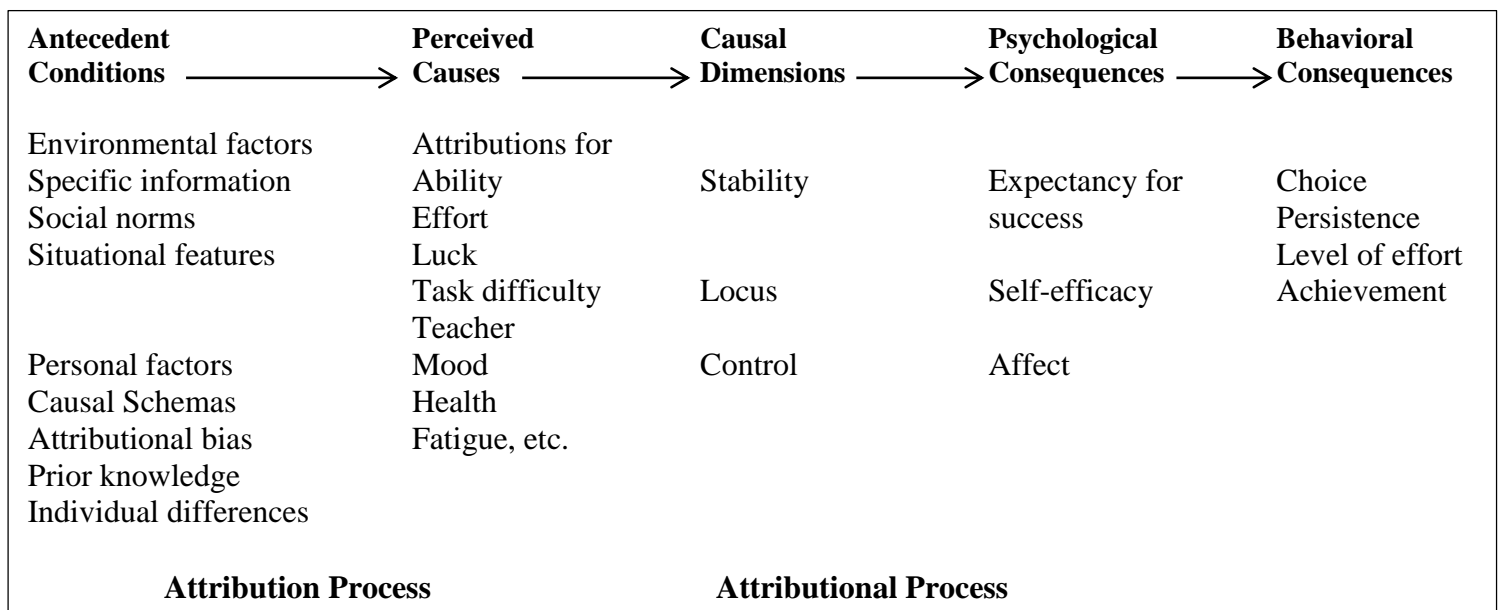 Antecedent Conditions
Perceived Causes
Causal Dimensions
Psychological Consequences
Behavioral Consequences
Environmental factors
Specific information
Social norms
Situational features
Personal factors
Causal Schemas
Attributional bias
Prior knowledge
Individual differences
Attributions for
Ability
Effort
Luck
Task difficulty
Teacher
Mood
Health
Fatigue, etc.
Stability
Locus
Control
Expectancy for
success
Self-efficacy
Affect
Choice
Persistence
Level of effort
Achievement
Attribution Process
Attributional Process